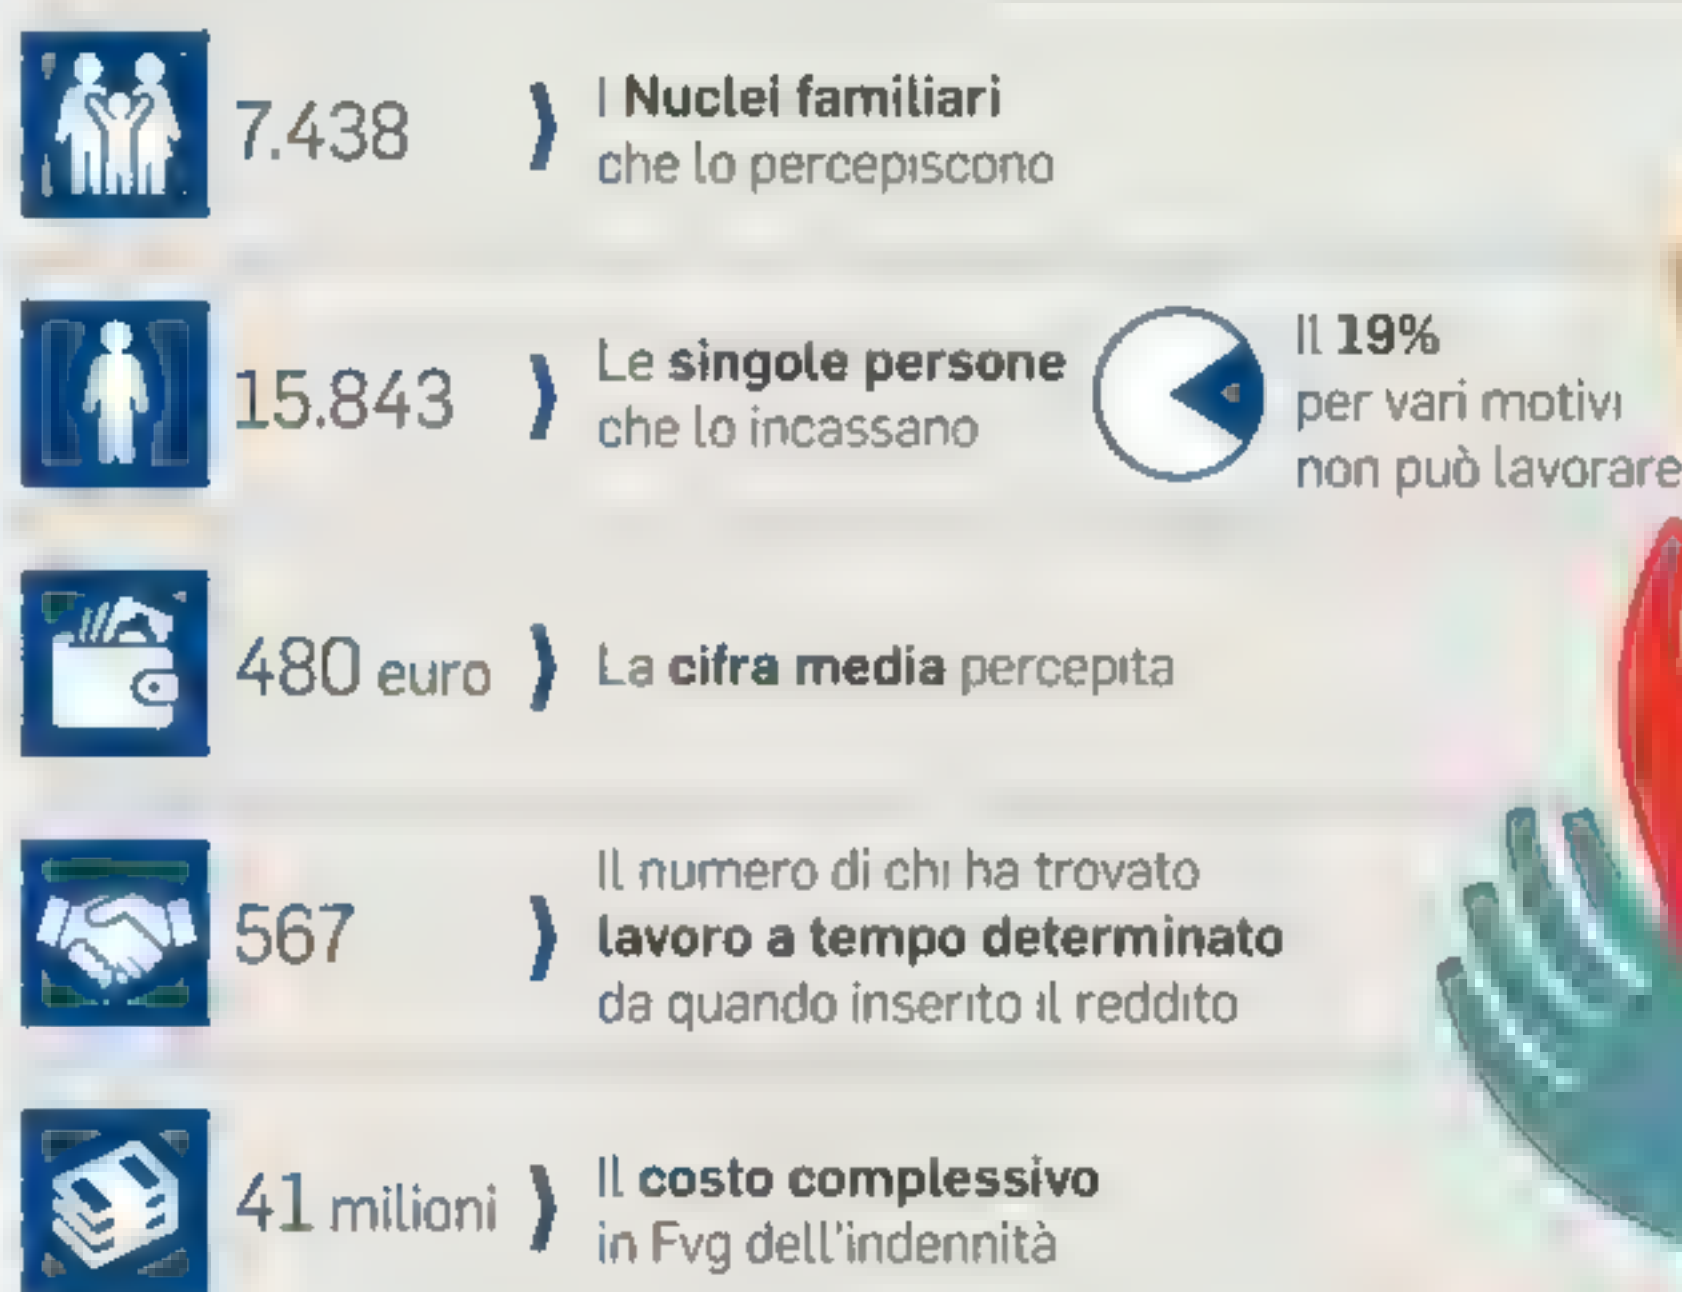 7.438
I Nuclei familiari
che lo percepiscono
15.843
Le singole persone
che lo incassano
Il 19%
per vari motivi
non può lavorare
480 euro
La cifra media percepita
567
Il numero di chi ha trovato
lavoro a tempo determinato
da quando inserito il reddito
41 milioni
Il costo complessivo
in Fvg dell'indennità